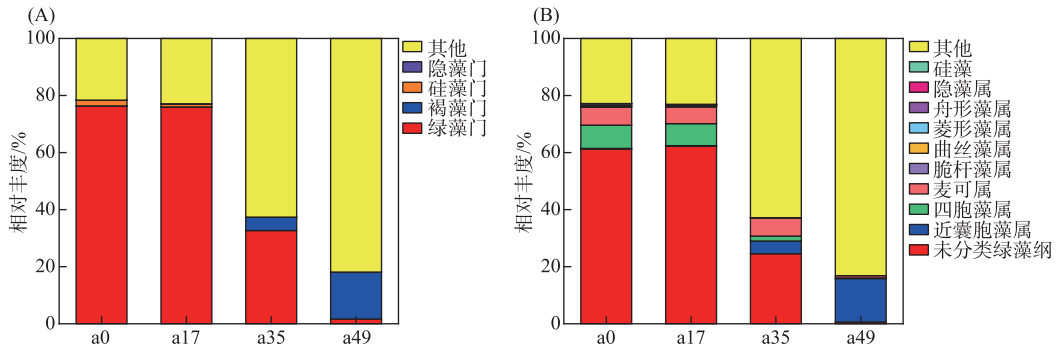 (A)
相对丰度/%
100
80
60
40
20
0
a0 a17 a35 a49
其他
隐藻门
硅藻门
褐藻门
绿藻门
(B)
相对丰度/%
100
80
60
40
20
0
a0 a17 a35 a49
其他
硅藻
隐藻属
舟形藻属
菱形藻属
曲丝藻属
脆杆藻属
麦可属
四胞藻属
近囊胞藻属
未分类绿藻纲